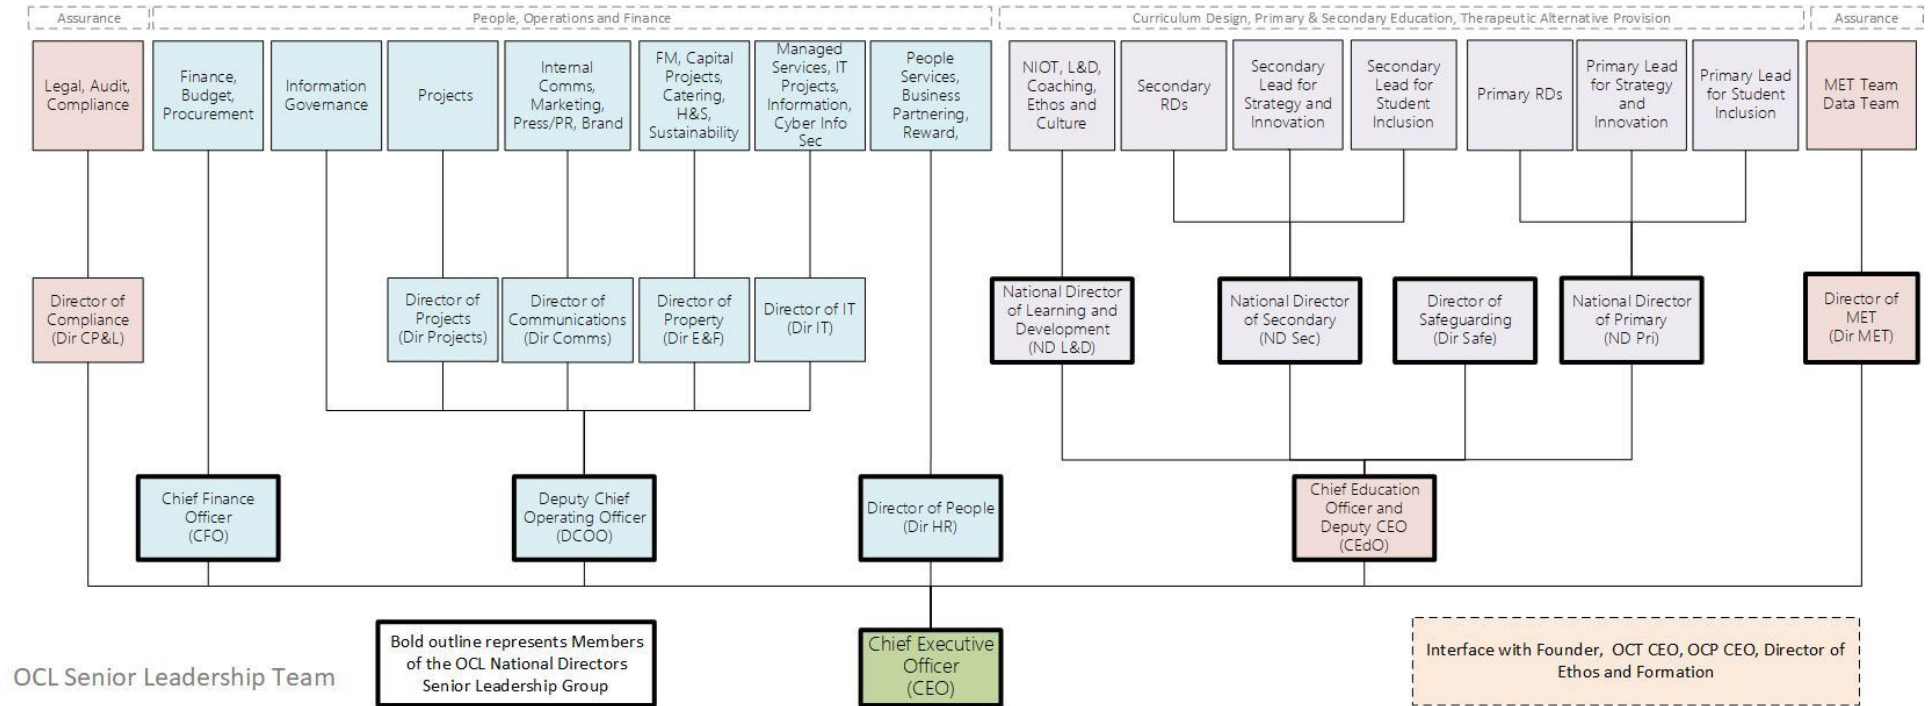 Assurance
People, Operations and Finance
Curriculum Design, Primary & Secondary Education, Therapeutic Alternative Provision
Assurance
Legal, Audit,
Compliance
Finance,
Budget,
Procurement
Information
Governance
Projects
Internal
Comms,
Marketing,
Press/PR, Brand
FM, Capital
Projects,
Catering,
H&S,
Sustainability
Managed
Services, IT
Projects,
Information,
Cyber Info
Sec
People
Services,
Business
Partnering,
Reward,
NIOT, L&D,
Coaching,
Ethos and
Culture
Secondary
RDs
Secondary
Lead for
Strategy and
Innovation
Secondary
Lead for
Student
Inclusion
Primary RDs
Primary Lead
for Strategy
and
Innovation
Primary Lead
for Student
Inclusion
MET Team
Data Team
Director of
Compliance
(Dir CP&L)
Director of
Projects
(Dir Projects)
Director of
Communications
(Dir Comms)
Director of
Property
(Dir E&F)
Director of IT
(Dir IT)
National Director
of Learning and
Development
(ND L&D)
National Director
of Secondary
(ND Sec)
Director of
Safeguarding
(Dir Safe)
National Director
of Primary
(ND Pri)
Director of
MET
(Dir MET)
Chief Finance
Officer
(CFO)
Deputy Chief
Operating Officer
(DCOO)
Director of People
(Dir HR)
Chief Education
Officer and
Deputy CEO
(CEdO)
OCL Senior Leadership Team
Bold outline represents Members
of the OCL National Directors
Senior Leadership Group
Chief Executive
Officer
(CEO)
Interface with Founder, OCT CEO, OCP CEO, Director of
Ethos and Formation